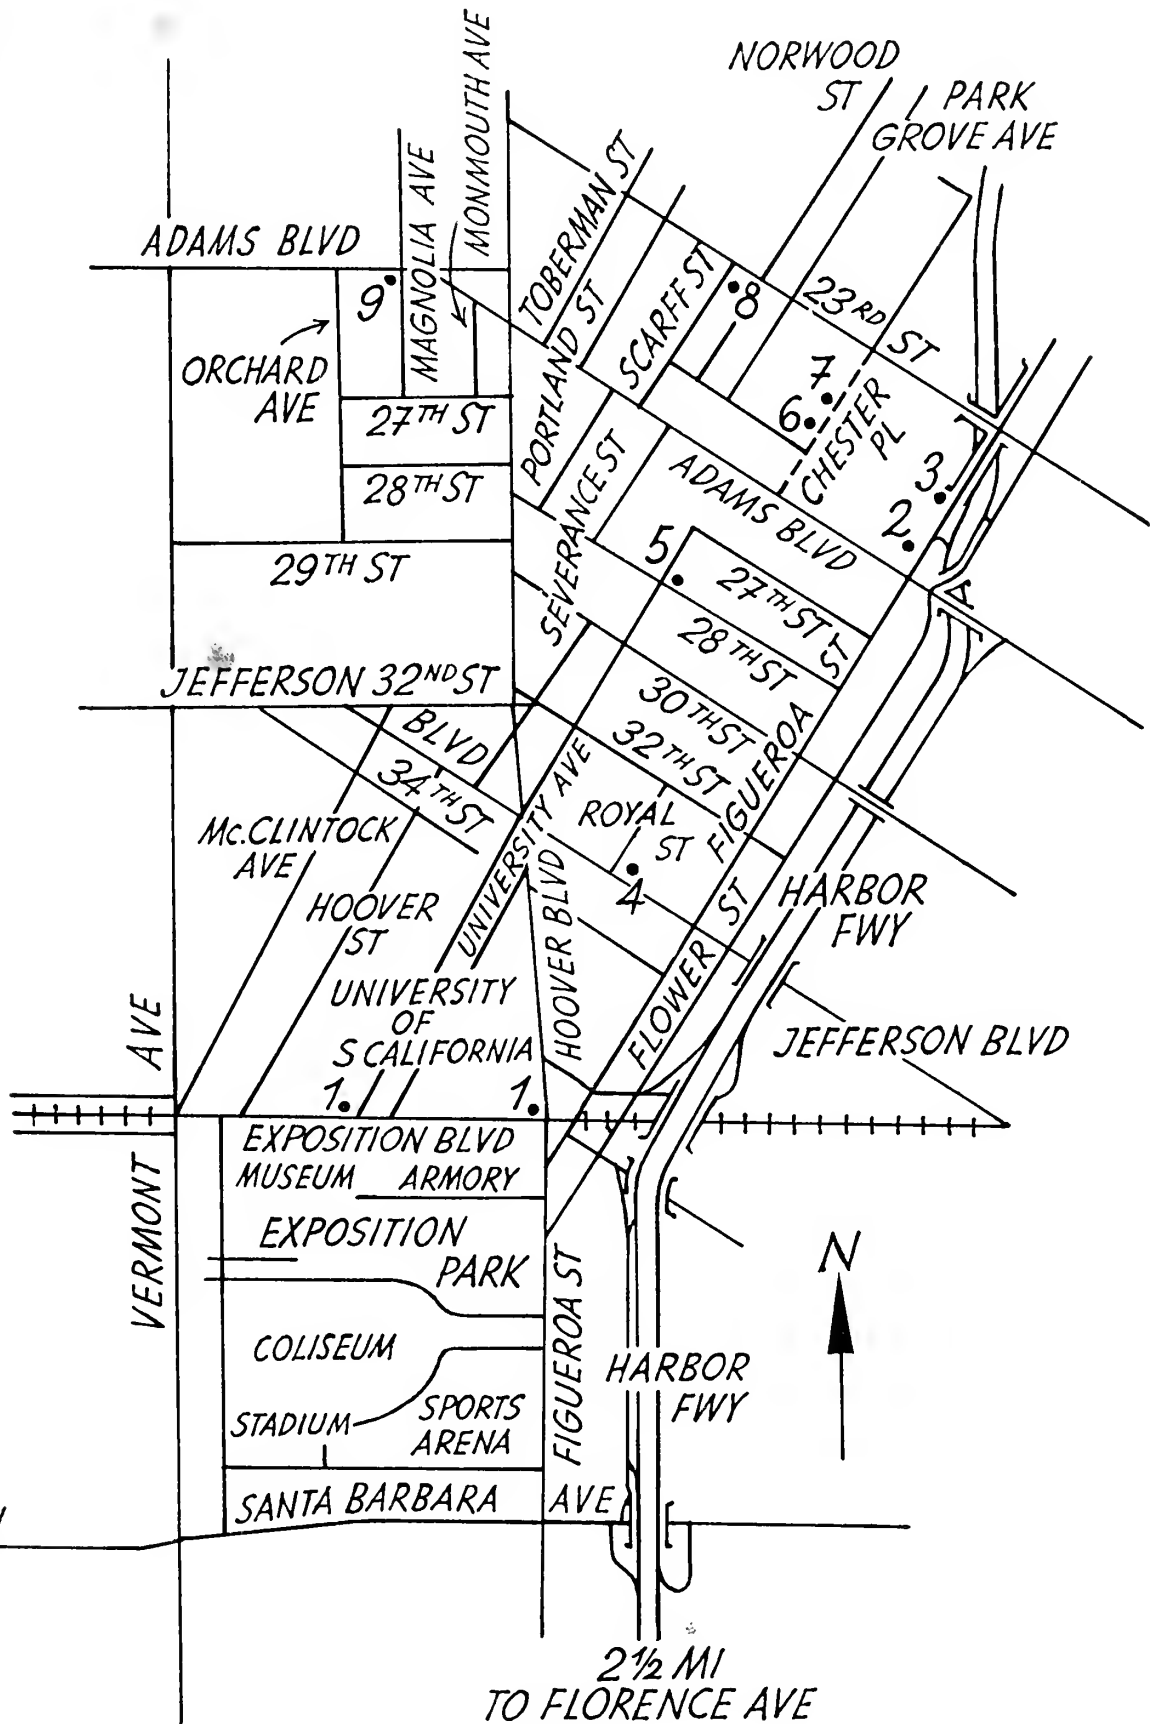 NORWOOD
ST
PARK
GROVE AVE
MONMOUTH AVE
MAGNOLIA AVE
TOBERMAN ST
ADAMS BLVD
9
ORCHARD
AVE
PORTLAND ST
SCARFF ST
8
23RD ST
7
6
CHESTER
PL
27TH ST
28TH ST
29TH ST
SEVERANCE ST
ADAMS BLVD
3
2
5
27TH ST
28TH ST
30TH ST
32TH ST
JEFFERSON 32ND ST
BLVD
34TH ST
UNIVERSITY AVE
ROYAL
ST
4
FIGUEROA ST
Mc.CLINTOCK
AVE
HOOVER
ST
HOOVER BLVD
FLOWER ST
HARBOR
FWY
UNIVERSITY
OF
S CALIFORNIA
1
1
JEFFERSON BLVD
VERMONT AVE
EXPOSITION BLVD
MUSEUM ARMORY
EXPOSITION
PARK
COLISEUM
STADIUM
SPORTS
ARENA
FIGUEROA ST
HARBOR
FWY
N
SANTA BARBARA AVE
2½ MI
TO FLORENCE AVE